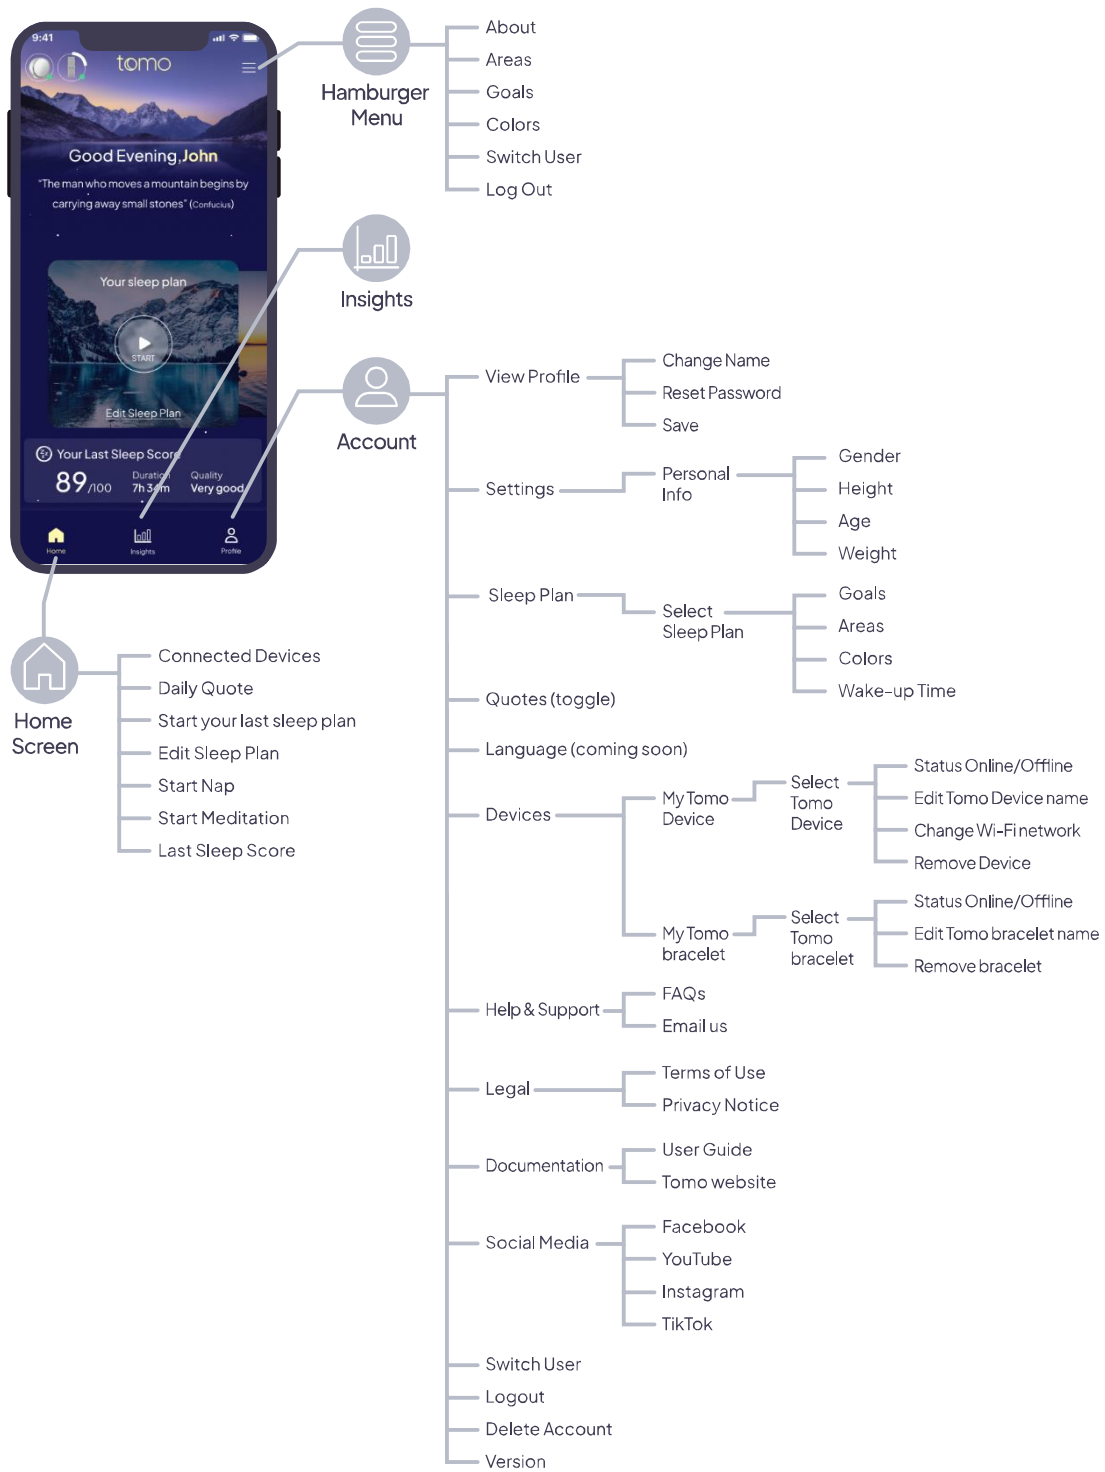 9:41
tomo
Good Evening, John
"The man who moves a mountain begins by
carrying away small stones" (Confucius)
Your sleep plan
START
Edit Sleep Plan
Your Last Sleep Score
89/100
Duration
7h 34m
Quality
Very good
Home
Insights
Profile
Hamburger
Menu
About
Areas
Goals
Colors
Switch User
Log Out
Insights
Account
View Profile
Change Name
Reset Password
Save
Settings
Personal
Info
Gender
Height
Age
Weight
Sleep Plan
Select
Sleep Plan
Goals
Areas
Colors
Wake-up Time
Quotes (toggle)
Language (coming soon)
Devices
My Tomo
Device
Select
Tomo
Device
Status Online/Offline
Edit Tomo Device name
Change Wi-Fi network
Remove Device
My Tomo
bracelet
Select
Tomo
bracelet
Status Online/Offline
Edit Tomo bracelet name
Remove bracelet
Help & Support
FAQs
Email us
Legal
Terms of Use
Privacy Notice
Documentation
User Guide
Tomo website
Social Media
Facebook
YouTube
Instagram
TikTok
Switch User
Logout
Delete Account
Version
Home
Screen
Connected Devices
Daily Quote
Start your last sleep plan
Edit Sleep Plan
Start Nap
Start Meditation
Last Sleep Score